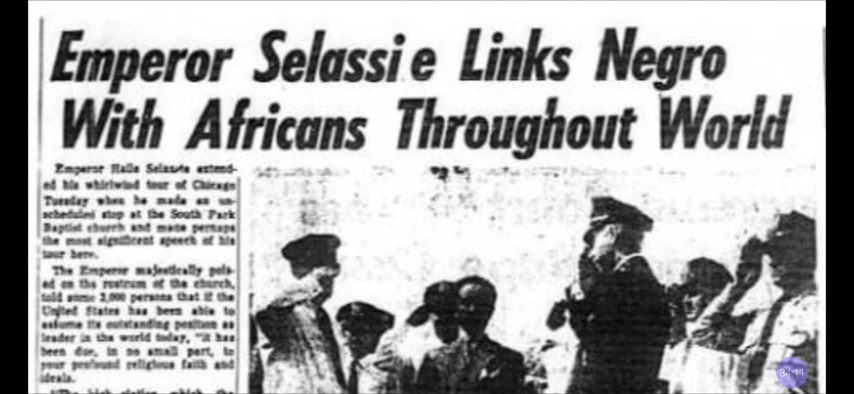 Emperor Selassie Links Negro
With Africans Throughout World
Emperor Haile Selassie extend-
ed his whirlwind tour of Chicago
Tuesday when he made an un-
scheduled stop at the South Park
Baptist church and made perhaps
the most significant speech of his
tour here.
The Emperor majestically pois-
ed on the rostrum of the church,
told some 2,000 persons that if the
United States has been able to
assume its outstanding position as
leader in the world today, "it has
been due, in no small part, to
your profound religious faith and
ideals.